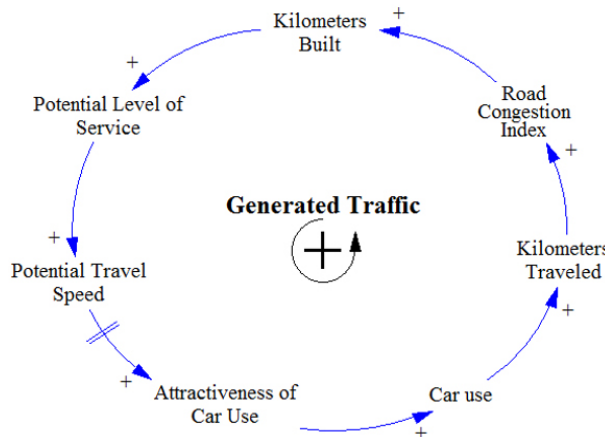 Kilometers
Built
+
+
Potential Level of
Service
Road
Congestion
Index
+
Generated Traffic
+
+
Potential Travel
Speed
Kilometers
Traveled
+
+
Attractiveness of
Car Use
Car use
+